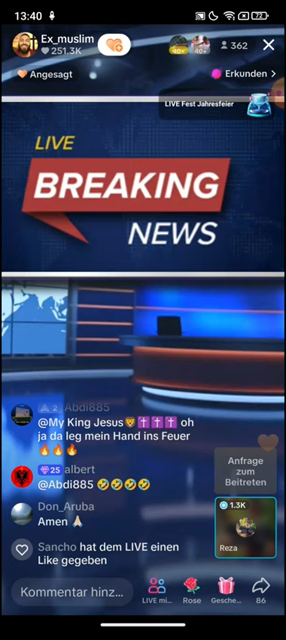 13:40
72
Ex_muslim
251.3K
40+
40+
362
Angesagt
Erkunden >
LIVE Fest Jahresfeier
LIVE
BREAKING
NEWS
2 Abdi885
@My King Jesus🦁✝️✝️✝️ oh
ja da leg mein Hand ins Feuer
🔥🔥🔥
25 albert
@Abdi885 🤣🤣🤣🤣
Don_Aruba
Amen 🙏🏻
Sancho hat dem LIVE einen
Like gegeben
Anfrage
zum
Beitreten
1.3K
Reza
Kommentar hinz...
LIVE mi...
Rose
Gesche...
86